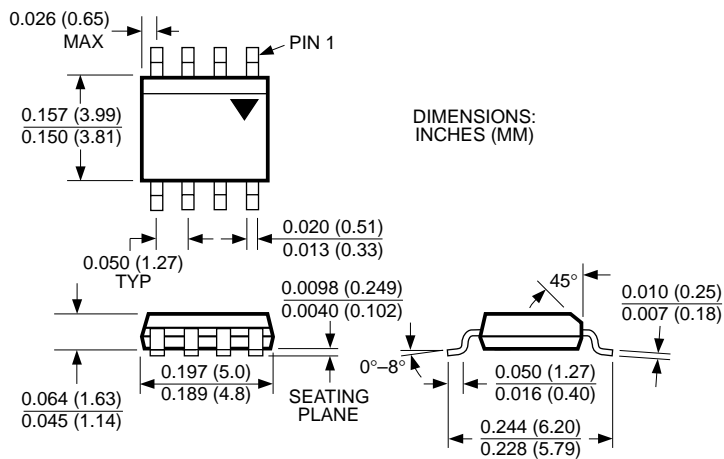 0.026 (0.65)
MAX
PIN 1
0.157 (3.99)
0.150 (3.81)
DIMENSIONS:
INCHES (MM)
0.020 (0.51)
0.013 (0.33)
0.050 (1.27)
TYP
0.0098 (0.249)
0.0040 (0.102)
45°
0.010 (0.25)
0.007 (0.18)
0°–8°
0.064 (1.63)
0.045 (1.14)
0.197 (5.0)
0.189 (4.8)
SEATING
PLANE
0.050 (1.27)
0.016 (0.40)
0.244 (6.20)
0.228 (5.79)